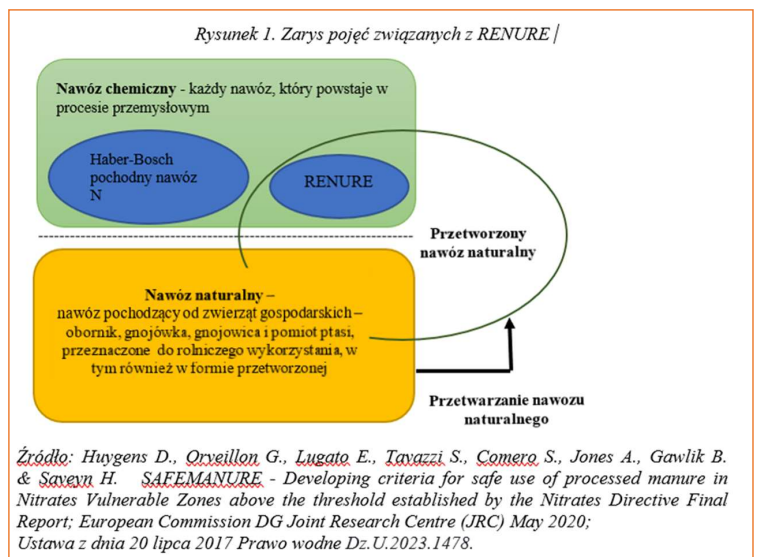 Rysunek 1. Zarys pojęć związanych z RENURE
Nawóz chemiczny - każdy nawóz, który powstaje w
procesie przemysłowym
Haber-Bosch
pochodny nawóz
N
RENURE
Przetworzony
nawóz naturalny
Nawóz naturalny –
nawóz pochodzący od zwierząt gospodarskich –
obornik, gnojówka, gnojowica i pomiot ptasi,
przeznaczone do rolniczego wykorzystania, w
tym również w formie przetworzonej
Przetwarzanie nawozu
naturalnego
Źródło: Huygens D., Orveillon G., Lugato E., Tavazzi S., Comero S., Jones A., Gawlik B.
& Saveyn H. SAFEMANURE - Developing criteria for safe use of processed manure in
Nitrates Vulnerable Zones above the threshold established by the Nitrates Directive Final
Report; European Commission DG Joint Research Centre (JRC) May 2020;
Ustawa z dnia 20 lipca 2017 Prawo wodne Dz.U.2023.1478.